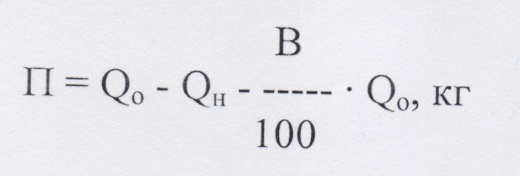 В
П = Qо - Qн - ------ · Qо, кг
100